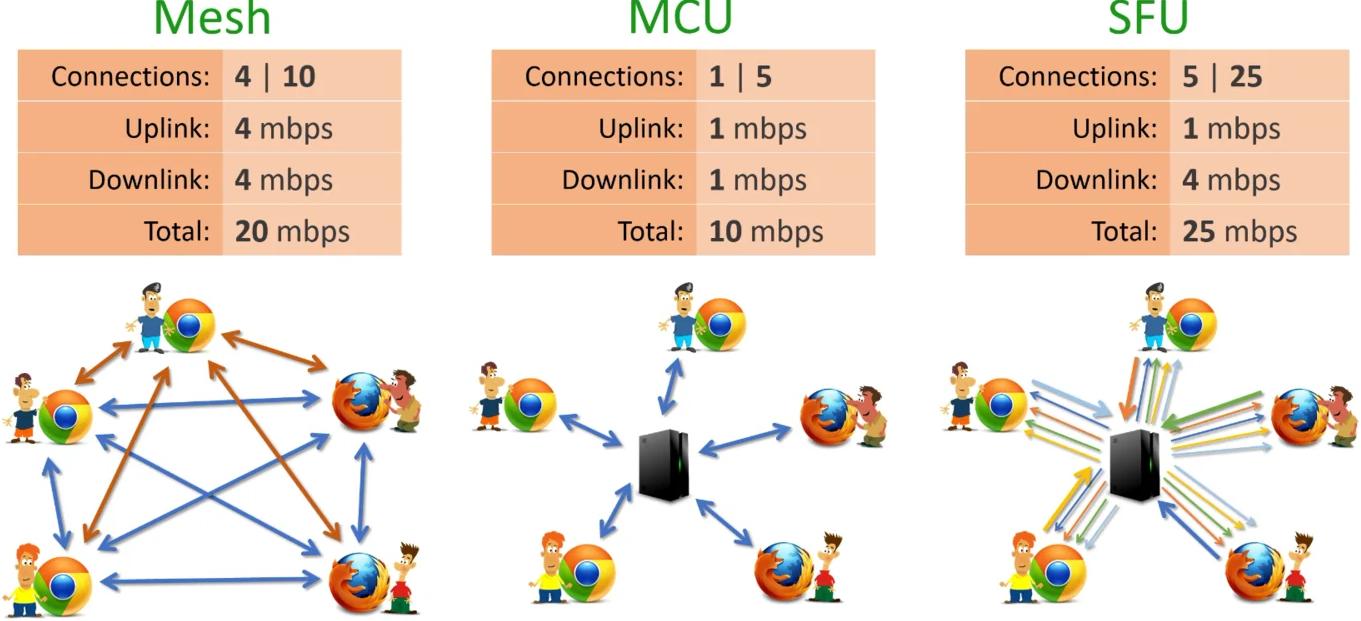 Mesh
Connections: 4 | 10
Uplink: 4 mbps
Downlink: 4 mbps
Total: 20 mbps
MCU
Connections: 1 | 5
Uplink: 1 mbps
Downlink: 1 mbps
Total: 10 mbps
SFU
Connections: 5 | 25
Uplink: 1 mbps
Downlink: 4 mbps
Total: 25 mbps